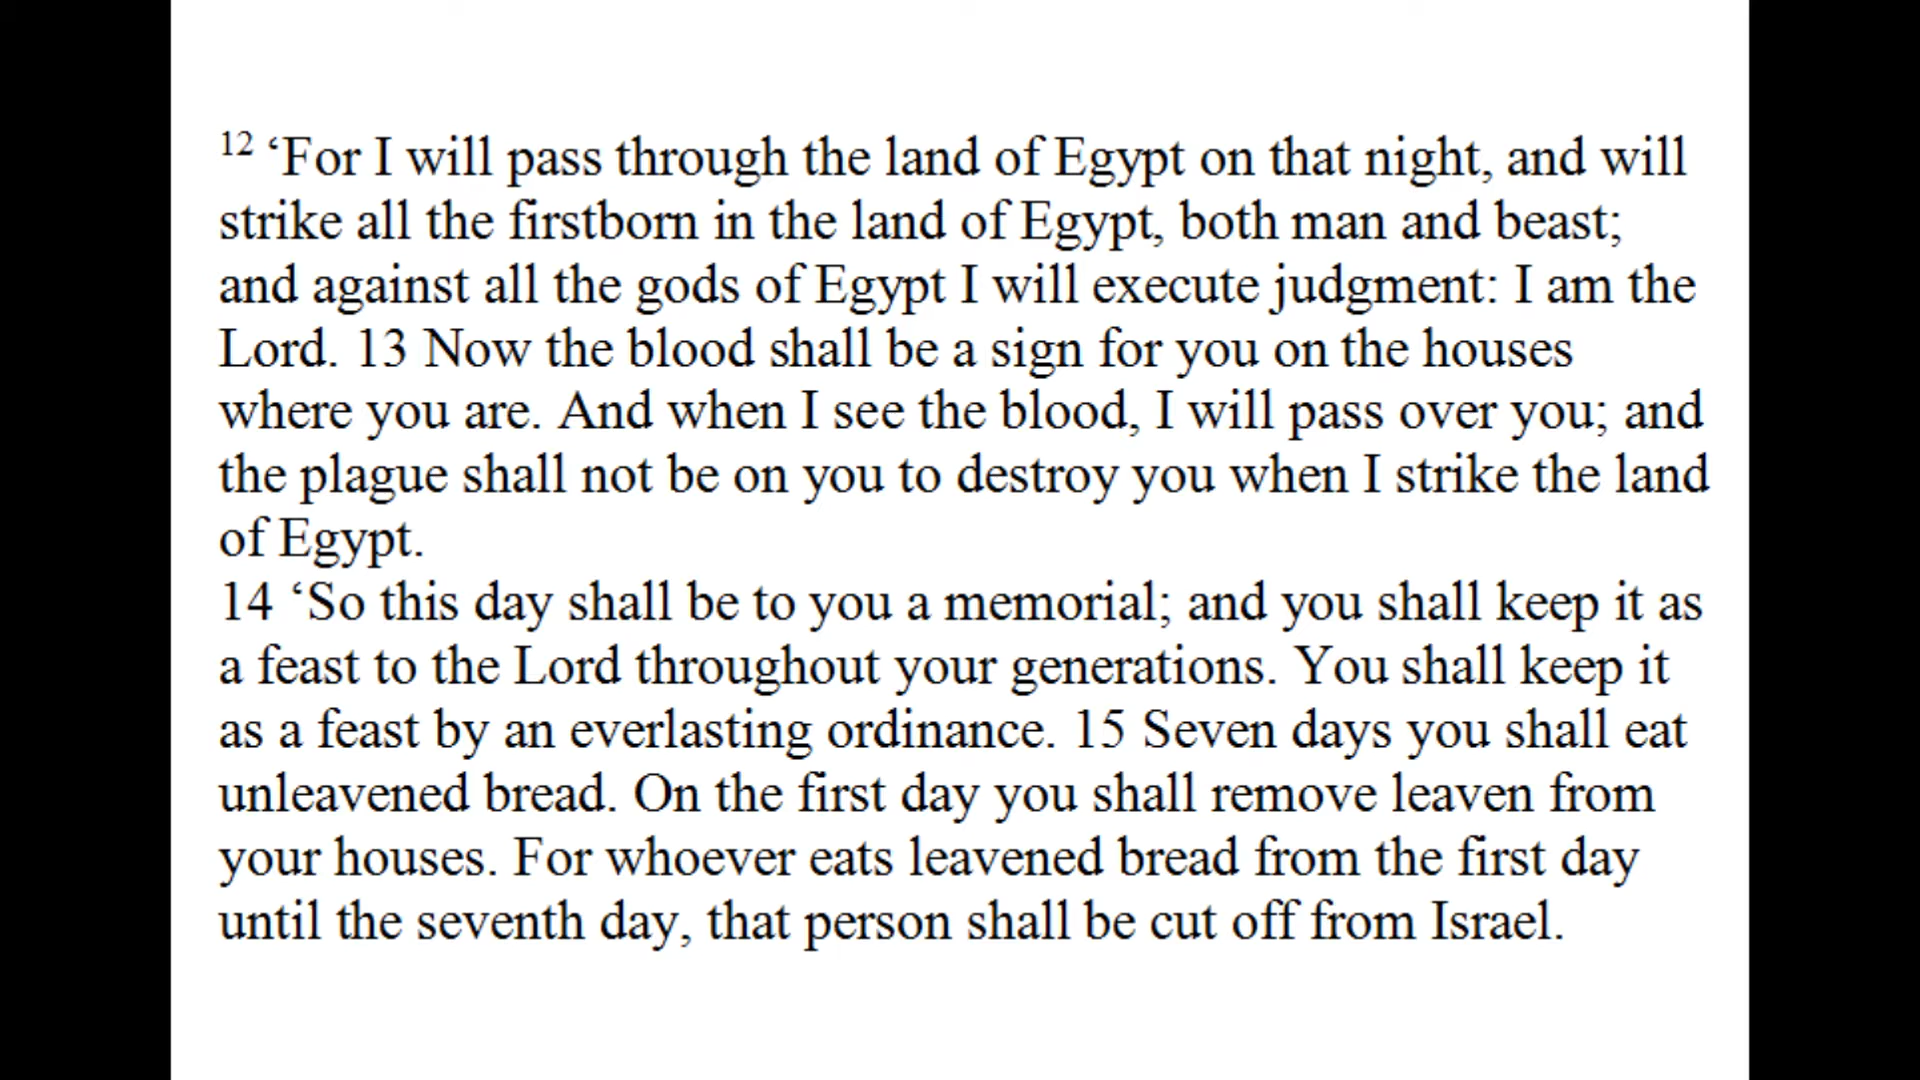 12 ‘For I will pass through the land of Egypt on that night, and will
strike all the firstborn in the land of Egypt, both man and beast;
and against all the gods of Egypt I will execute judgment: I am the
Lord. 13 Now the blood shall be a sign for you on the houses
where you are. And when I see the blood, I will pass over you; and
the plague shall not be on you to destroy you when I strike the land
of Egypt.
14 ‘So this day shall be to you a memorial; and you shall keep it as
a feast to the Lord throughout your generations. You shall keep it
as a feast by an everlasting ordinance. 15 Seven days you shall eat
unleavened bread. On the first day you shall remove leaven from
your houses. For whoever eats leavened bread from the first day
until the seventh day, that person shall be cut off from Israel.